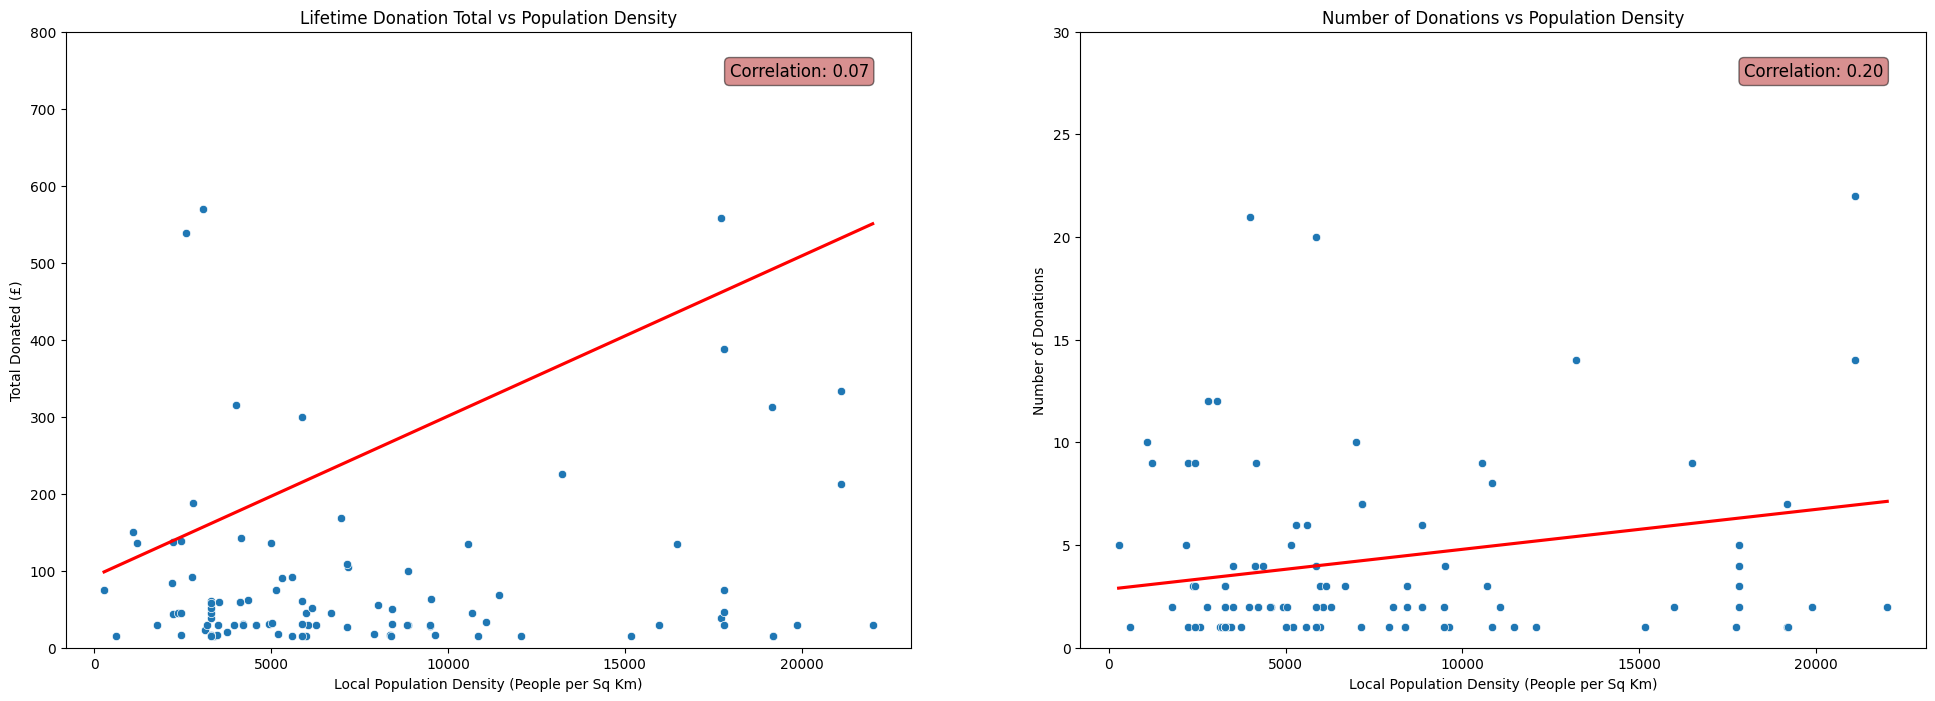 Lifetime Donation Total vs Population Density
Correlation: 0.07
800
700
600
500
400
300
200
100
0
Total Donated (£)
0 5000 10000 15000 20000
Local Population Density (People per Sq Km)
Number of Donations vs Population Density
Correlation: 0.20
30
25
20
15
10
5
0
Number of Donations
0 5000 10000 15000 20000
Local Population Density (People per Sq Km)